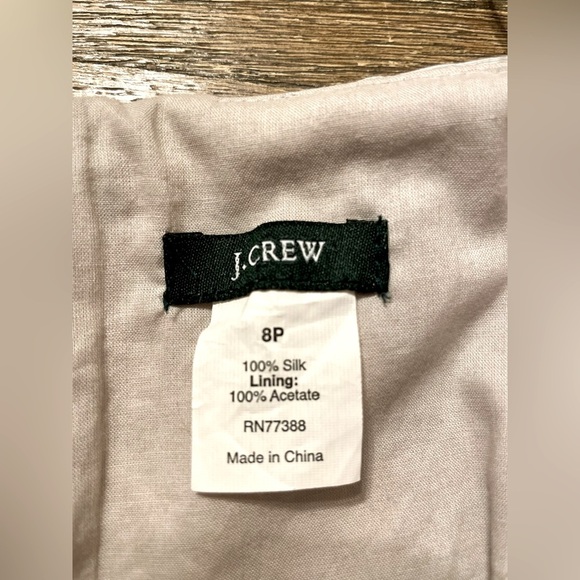 J.CREW
8P
100% Silk
Lining:
100% Acetate
RN77388
Made in China